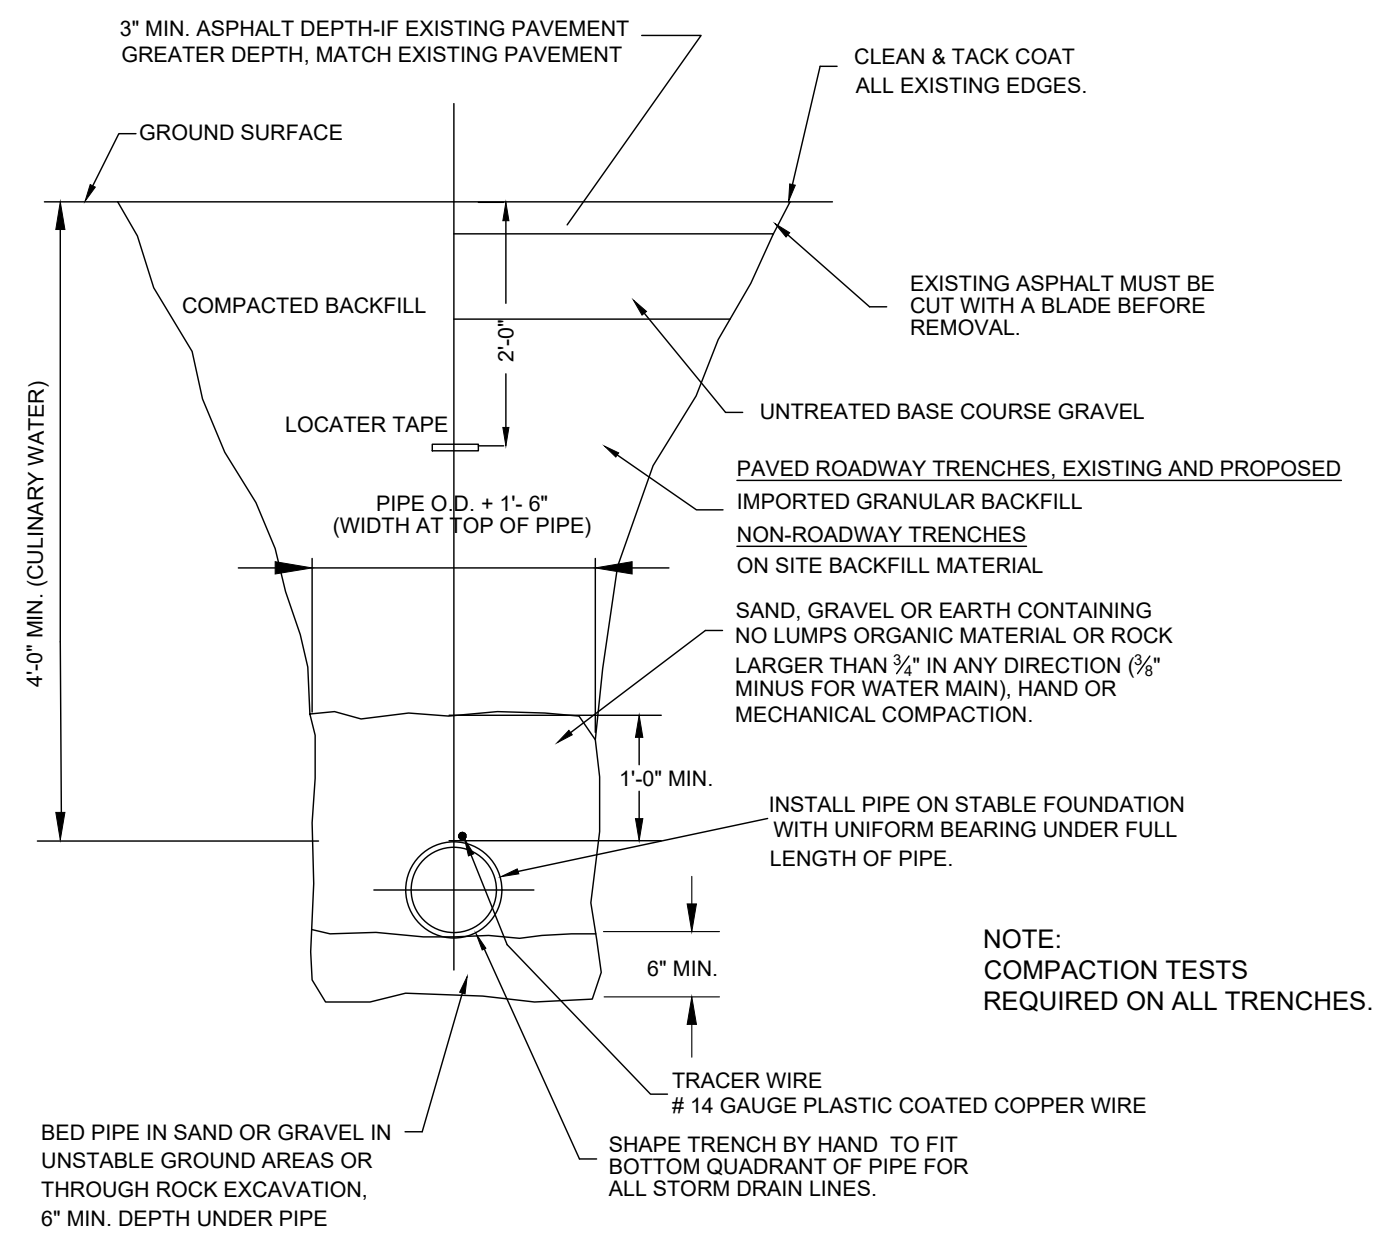 3" MIN. ASPHALT DEPTH-IF EXISTING PAVEMENT
GREATER DEPTH, MATCH EXISTING PAVEMENT
CLEAN & TACK COAT
ALL EXISTING EDGES.
GROUND SURFACE
EXISTING ASPHALT MUST BE
CUT WITH A BLADE BEFORE
REMOVAL.
COMPACTED BACKFILL
2'-0"
4'-0" MIN. (CULINARY WATER)
LOCATER TAPE
UNTREATED BASE COURSE GRAVEL
PAVED ROADWAY TRENCHES, EXISTING AND PROPOSED
IMPORTED GRANULAR BACKFILL
NON-ROADWAY TRENCHES
ON SITE BACKFILL MATERIAL
PIPE O.D. + 1'- 6"
(WIDTH AT TOP OF PIPE)
SAND, GRAVEL OR EARTH CONTAINING
NO LUMPS ORGANIC MATERIAL OR ROCK
LARGER THAN ¾" IN ANY DIRECTION (⅜"
MINUS FOR WATER MAIN), HAND OR
MECHANICAL COMPACTION.
1'-0" MIN.
INSTALL PIPE ON STABLE FOUNDATION
WITH UNIFORM BEARING UNDER FULL
LENGTH OF PIPE.
6" MIN.
NOTE:
COMPACTION TESTS
REQUIRED ON ALL TRENCHES.
TRACER WIRE
# 14 GAUGE PLASTIC COATED COPPER WIRE
SHAPE TRENCH BY HAND TO FIT
BOTTOM QUADRANT OF PIPE FOR
ALL STORM DRAIN LINES.
BED PIPE IN SAND OR GRAVEL IN
UNSTABLE GROUND AREAS OR
THROUGH ROCK EXCAVATION,
6" MIN. DEPTH UNDER PIPE